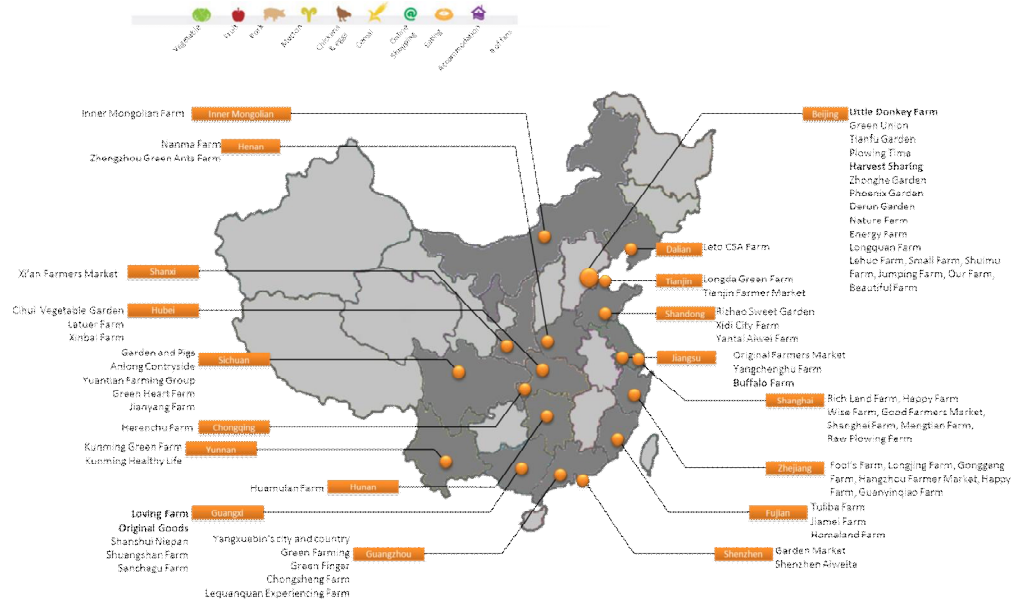 Vegetable
Fruit
Pork
Mutton
Chicken
& eggs
Cereal
Online
Shopping
Eating
Accommodation
# of fans
Inner Mongolian Farm
Inner Mongolian
Nanma Farm
Zhengzhou Green Ants Farm
Henan
Xi'an Farmers Market
Shanxi
Cihui Vegetable Garden
Latuer Farm
Xinbai Farm
Hubei
Garden and Pigs
Anlong Contryside
Yuantian Farming Group
Green Heart Farm
Jianyang Farm
Sichuan
Herenchu Farm
Chongqing
Kunming Green Farm
Kunming Healthy Life
Yunnan
Huamulan Farm
Hunan
Loving Farm
Original Goods
Shanshui Niepan
Shuangshan Farm
Sanchagu Farm
Guangxi
Yangxuebin's city and country
Green Farming
Green Finger
Chongsheng Farm
Lequanquan Experiencing Farm
Guangzhou
Beijing
Little Donkey Farm
Green Union
Tianfu Garden
Plowing Time
Harvest Sharing
Zhonghe Garden
Phoenix Garden
Derun Garden
Nature Farm
Energy Farm
Longquan Farm
Lehuo Farm, Small Farm, Shuimu
Farm, Jumping Farm, Our Farm,
Beautiful Farm
Dalian
Leto CSA Farm
Tianjin
Longda Green Farm
Tianjin Farmer Market
Shandong
Rizhao Sweet Garden
Xidi City Farm
Yantai Aiwei Farm
Jiangsu
Original Farmers Market
Yangchenghu Farm
Buffalo Farm
Shanghai
Rich Land Farm, Happy Farm
Wise Farm, Good Farmers Market,
Shanghai Farm, Mengtian Farm,
Raw Plowing Farm
Zhejiang
Fool's Farm, Longjing Farm, Gonggeng
Farm, Hangzhou Farmer Market, Happy
Farm, Guanyinqiao Farm
Fujian
Tuliba Farm
Jiamei Farm
Homeland Farm
Shenzhen
Garden Market
Shenzhen Aiweite